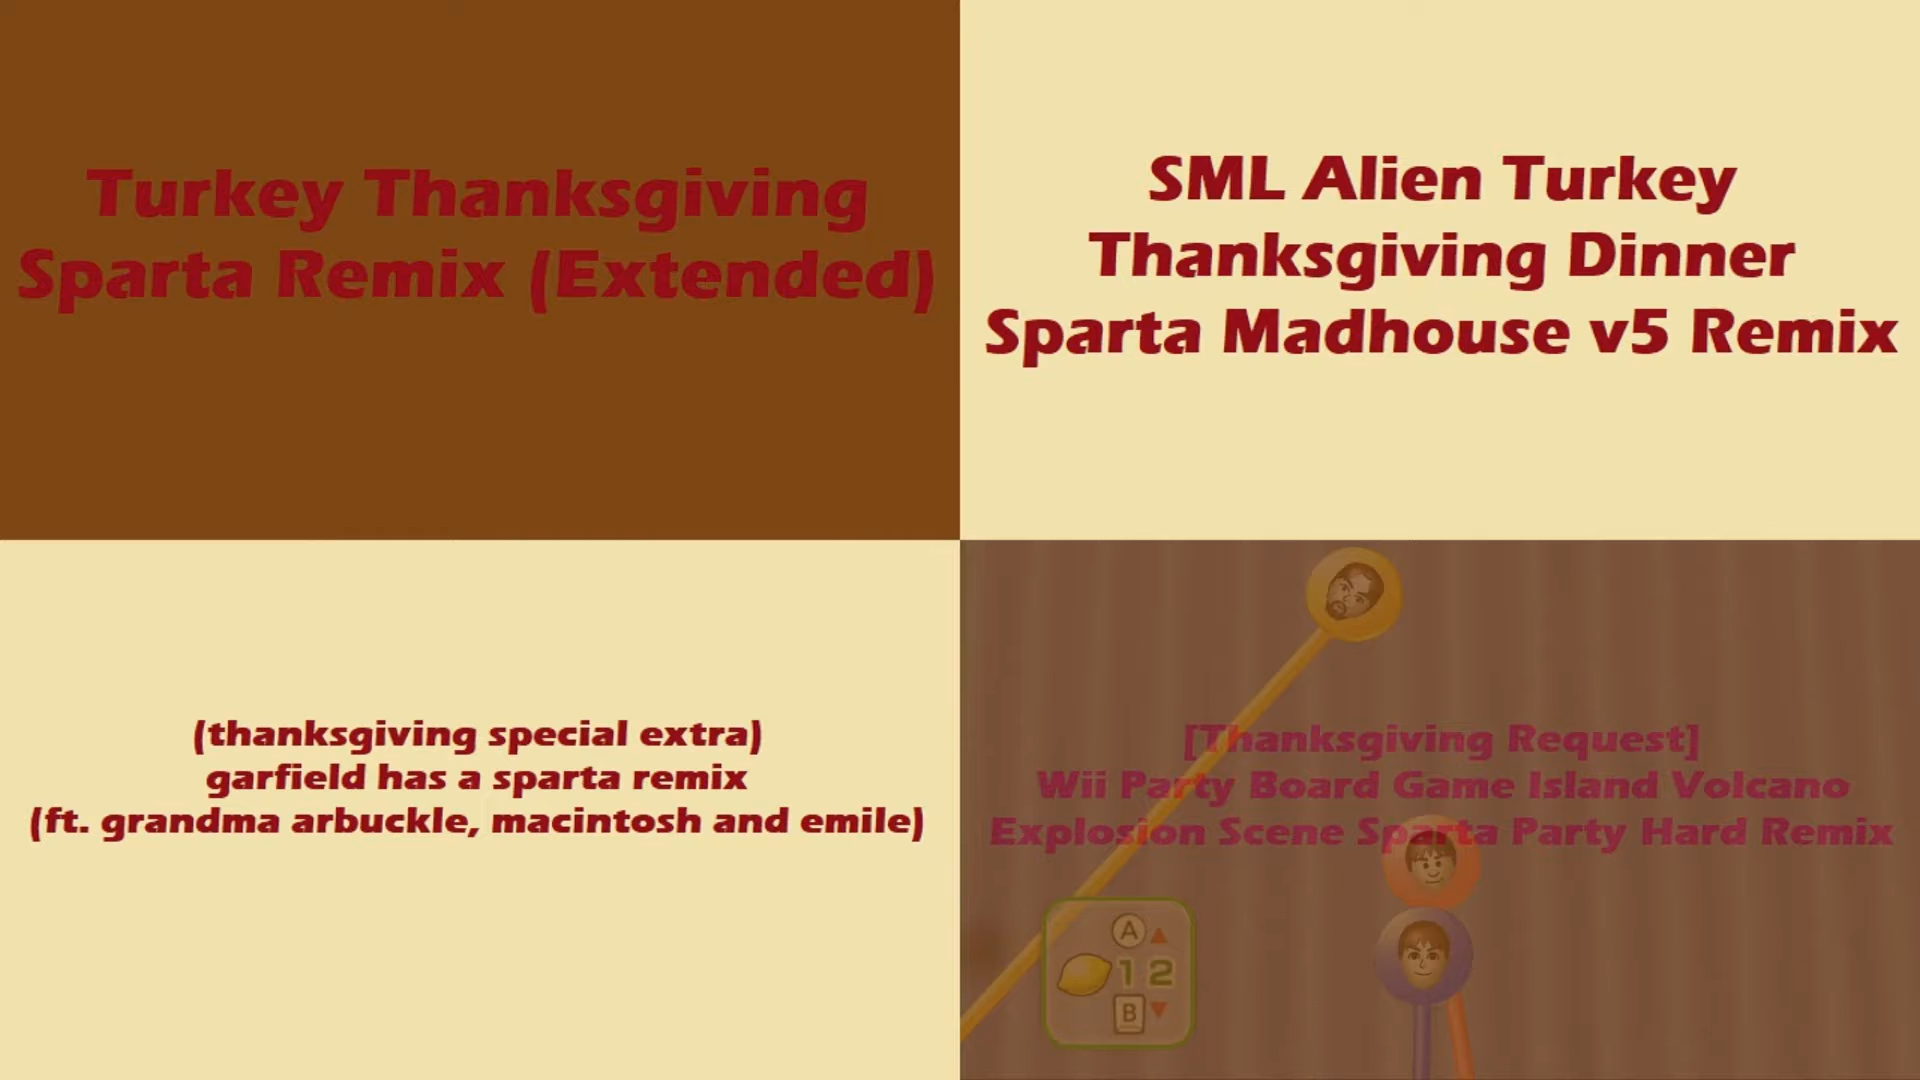 Turkey Thanksgiving
Sparta Remix (Extended)
SML Alien Turkey
Thanksgiving Dinner
Sparta Madhouse v5 Remix
(thanksgiving special extra)
garfield has a sparta remix
(ft. grandma arbuckle, macintosh and emile)
[Thanksgiving Request]
Wii Party Board Game Island Volcano
Explosion Scene Sparta Party Hard Remix
A
12
B